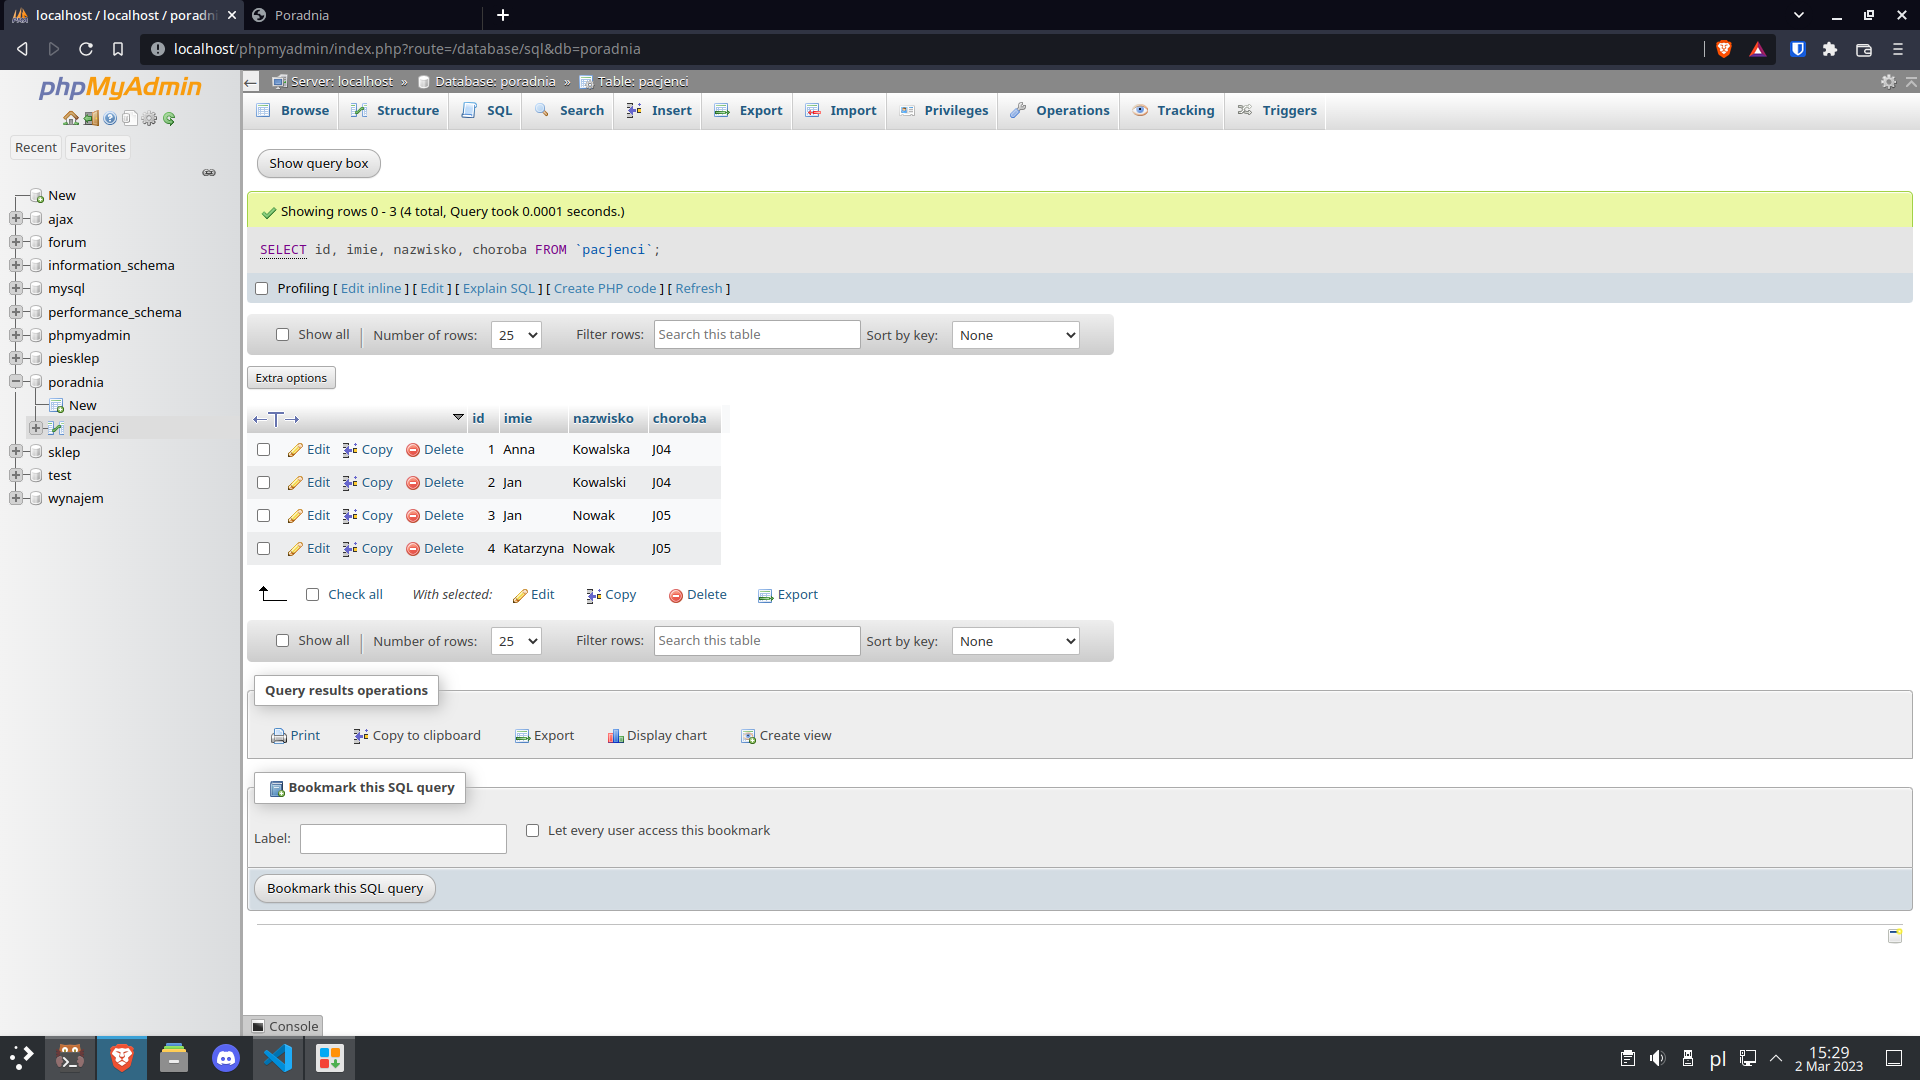 localhost / localhost / poradni
Poradnia
localhost/phpmyadmin/index.php?route=/database/sql&db=poradnia
phpMyAdmin
Server: localhost » Database: poradnia » Table: pacjenci
Browse Structure SQL Search Insert Export Import Privileges Operations Tracking Triggers
Recent Favorites
New
ajax
forum
information_schema
mysql
performance_schema
phpmyadmin
piesklep
poradnia
New
pacjenci
sklep
test
wynajem
Show query box
Showing rows 0 - 3 (4 total, Query took 0.0001 seconds.)
SELECT id, imie, nazwisko, choroba FROM `pacjenci`;
Profiling [ Edit inline ] [ Edit ] [ Explain SQL ] [ Create PHP code ] [ Refresh ]
Show all Number of rows: 25 Filter rows: Search this table Sort by key: None
Extra options
←T→ id imie nazwisko choroba
Edit Copy Delete 1 Anna Kowalska J04
Edit Copy Delete 2 Jan Kowalski J04
Edit Copy Delete 3 Jan Nowak J05
Edit Copy Delete 4 Katarzyna Nowak J05
Check all With selected: Edit Copy Delete Export
Show all Number of rows: 25 Filter rows: Search this table Sort by key: None
Query results operations
Print Copy to clipboard Export Display chart Create view
Bookmark this SQL query
Label: Let every user access this bookmark
Bookmark this SQL query
Console
pl
15:29
2 Mar 2023